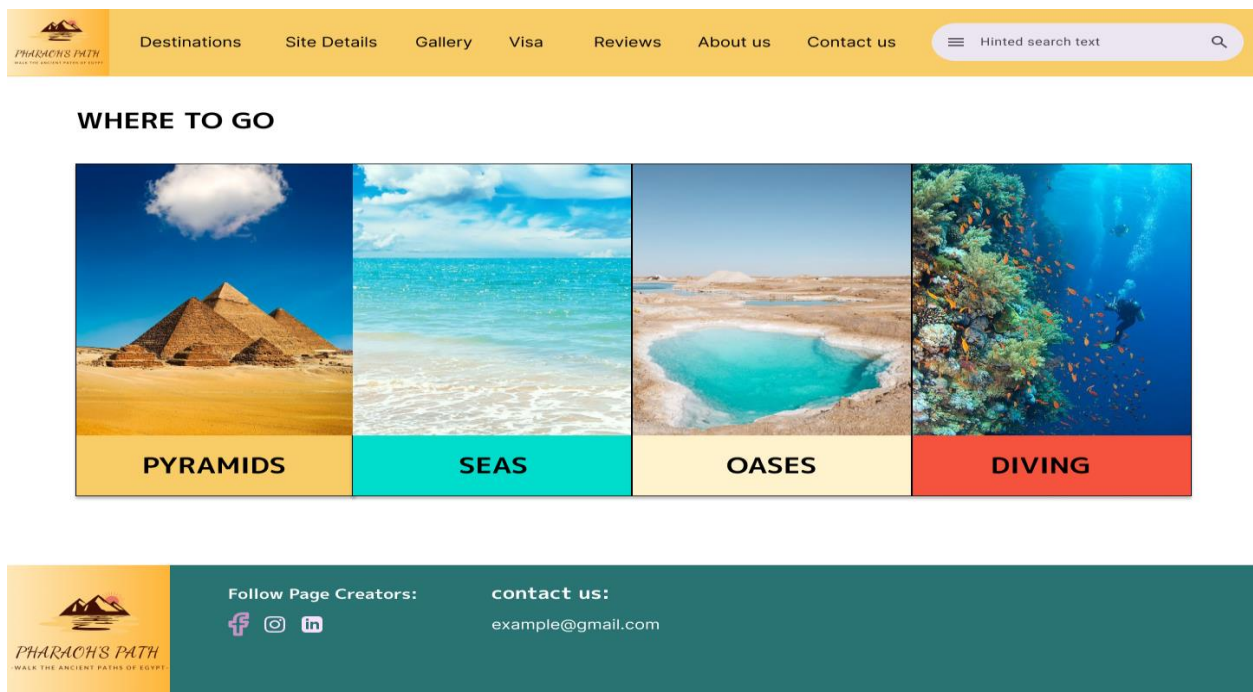 PHARAOH'S PATH
WALK THE ANCIENT PATHS OF EGYPT
Destinations
Site Details
Gallery
Visa
Reviews
About us
Contact us
Hinted search text
WHERE TO GO
PYRAMIDS
SEAS
OASES
DIVING
PHARAOH'S PATH
-WALK THE ANCIENT PATHS OF EGYPT-
Follow Page Creators:
in
contact us:
example@gmail.com